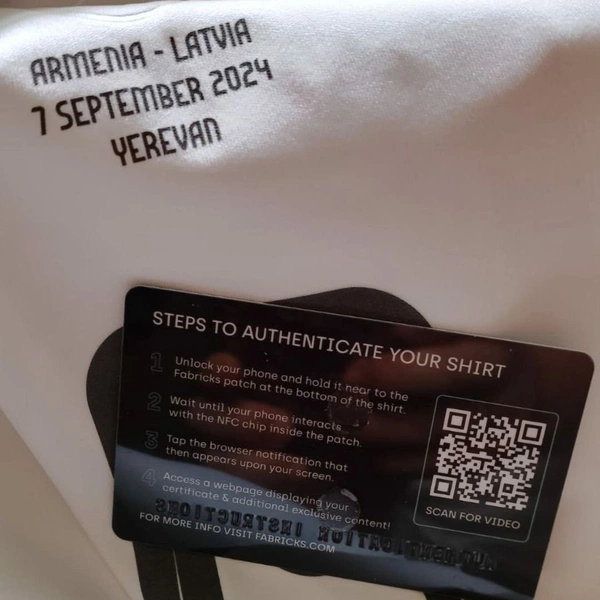 ARMENIA - LATVIA
7 SEPTEMBER 2024
YEREVAN
STEPS TO AUTHENTICATE YOUR SHIRT
1 Unlock your phone and hold it near to the
Fabricks patch at the bottom of the shirt.
2 Wait until your phone interacts
with the NFC chip inside the patch.
3 Tap the browser notification that
then appears upon your screen.
4 Access a webpage displaying your
certificate & additional exclusive content!
FOR MORE INFO VISIT FABRICKS.COM
SCAN FOR VIDEO
AUTHENTICATION INSTRUCTIONS